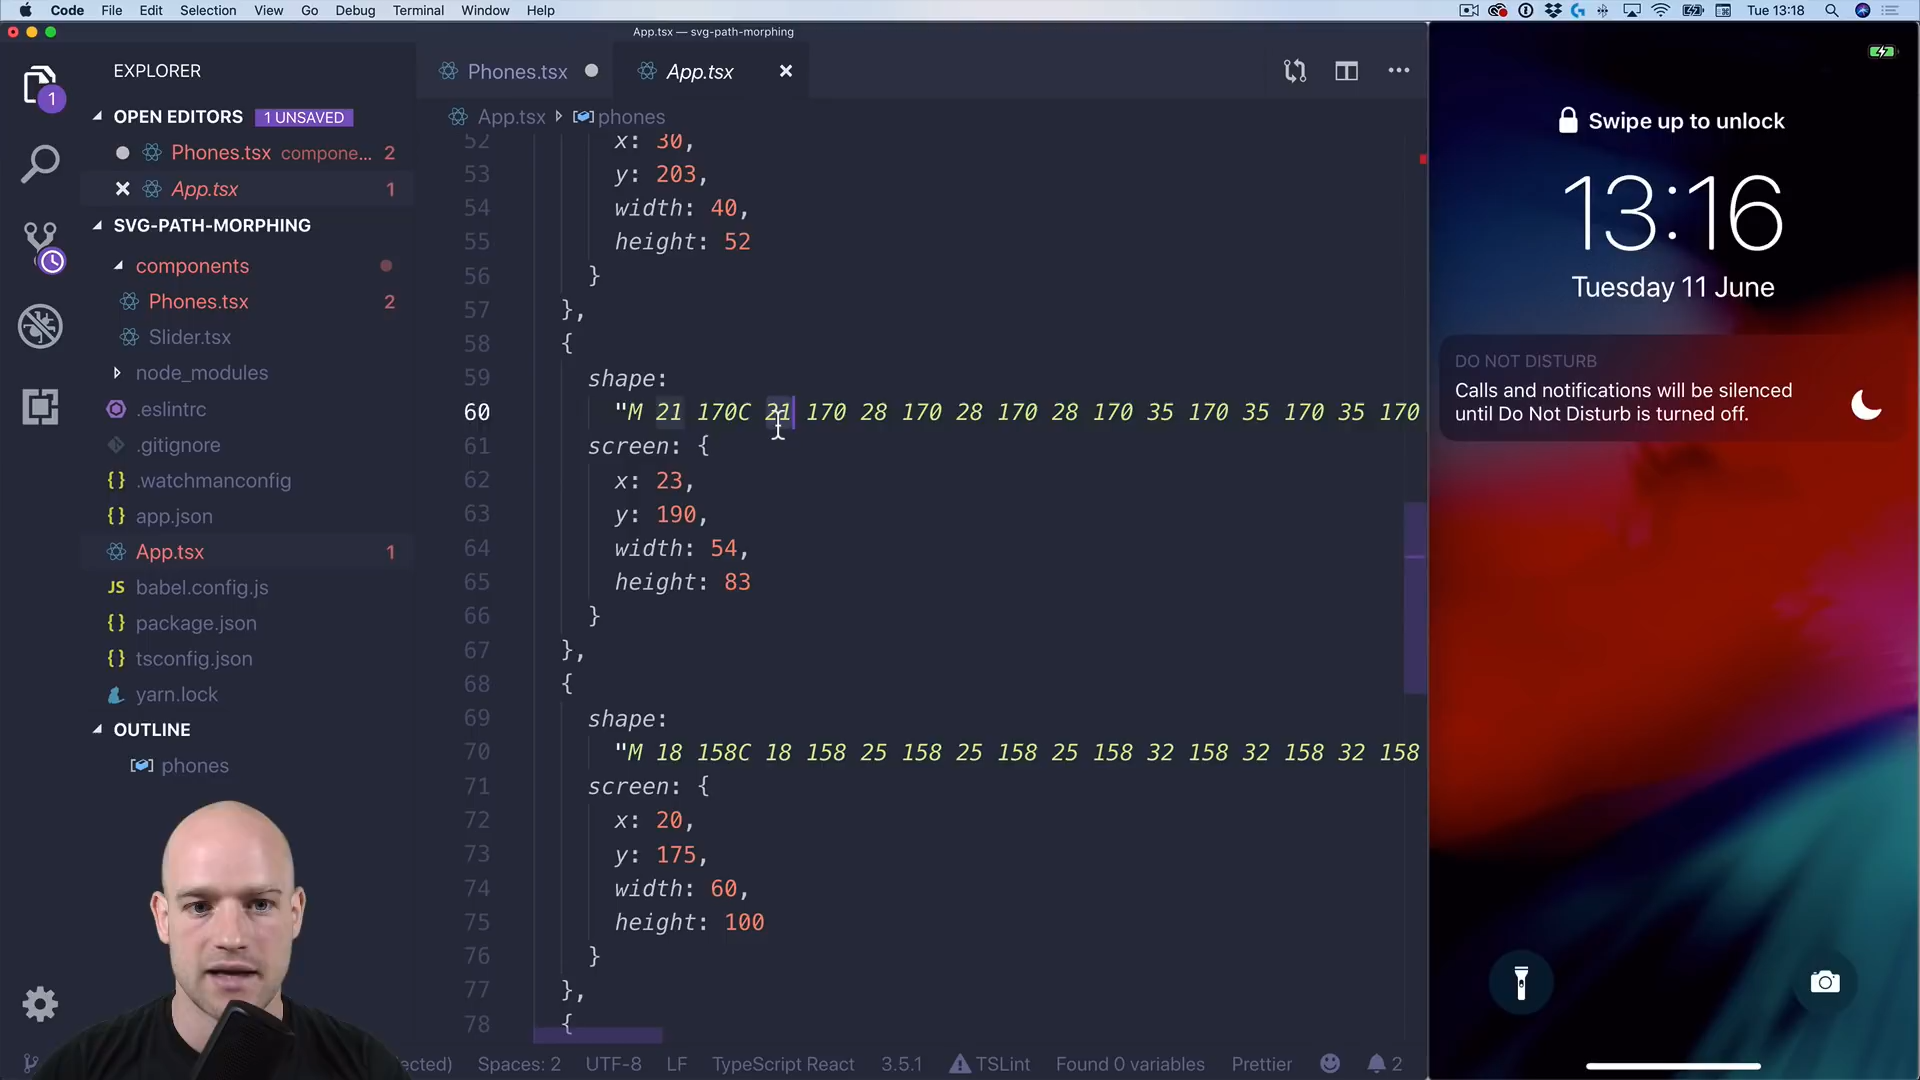 Code File Edit Selection View Go Debug Terminal Window Help
Tue 13:18
App.tsx — svg-path-morphing
EXPLORER
1
OPEN EDITORS 1 UNSAVED
Phones.tsx compone... 2
App.tsx 1
SVG-PATH-MORPHING
components
Phones.tsx 2
Slider.tsx
node_modules
.eslintrc
.gitignore
{} .watchmanconfig
{} app.json
App.tsx 1
JS babel.config.js
{} package.json
{} tsconfig.json
yarn.lock
OUTLINE
phones
Phones.tsx
App.tsx
App.tsx phones
52 x: 30,
53 y: 203,
54 width: 40,
55 height: 52
56 }
57 },
58 {
59 shape:
60 "M 21 170C 21 170 28 170 28 170 28 170 35 170 35 170 35 170
61 screen: {
62 x: 23,
63 y: 190,
64 width: 54,
65 height: 83
66 }
67 },
68 {
69 shape:
70 "M 18 158C 18 158 25 158 25 158 25 158 32 158 32 158 32 158
71 screen: {
72 x: 20,
73 y: 175,
74 width: 60,
75 height: 100
76 }
77 },
78 {
ected) Spaces: 2 UTF-8 LF TypeScript React 3.5.1 TSLint Found 0 variables Prettier 2
Swipe up to unlock
13:16
Tuesday 11 June
DO NOT DISTURB
Calls and notifications will be silenced
until Do Not Disturb is turned off.